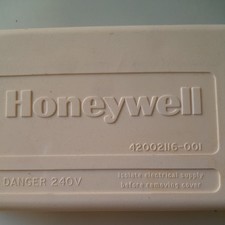 Honeywell
42002116-001
DANGER 240V
isolate electrical supply
before removing cover